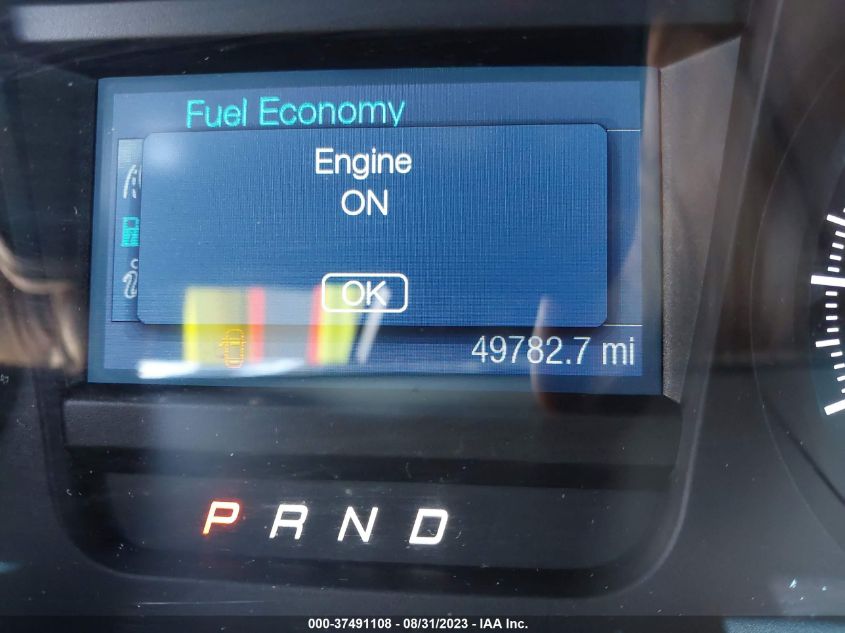 Fuel Economy
Engine
ON
OK
49782.7 mi
P R N D
000-37491108 - 08/31/2023 - IAA Inc.